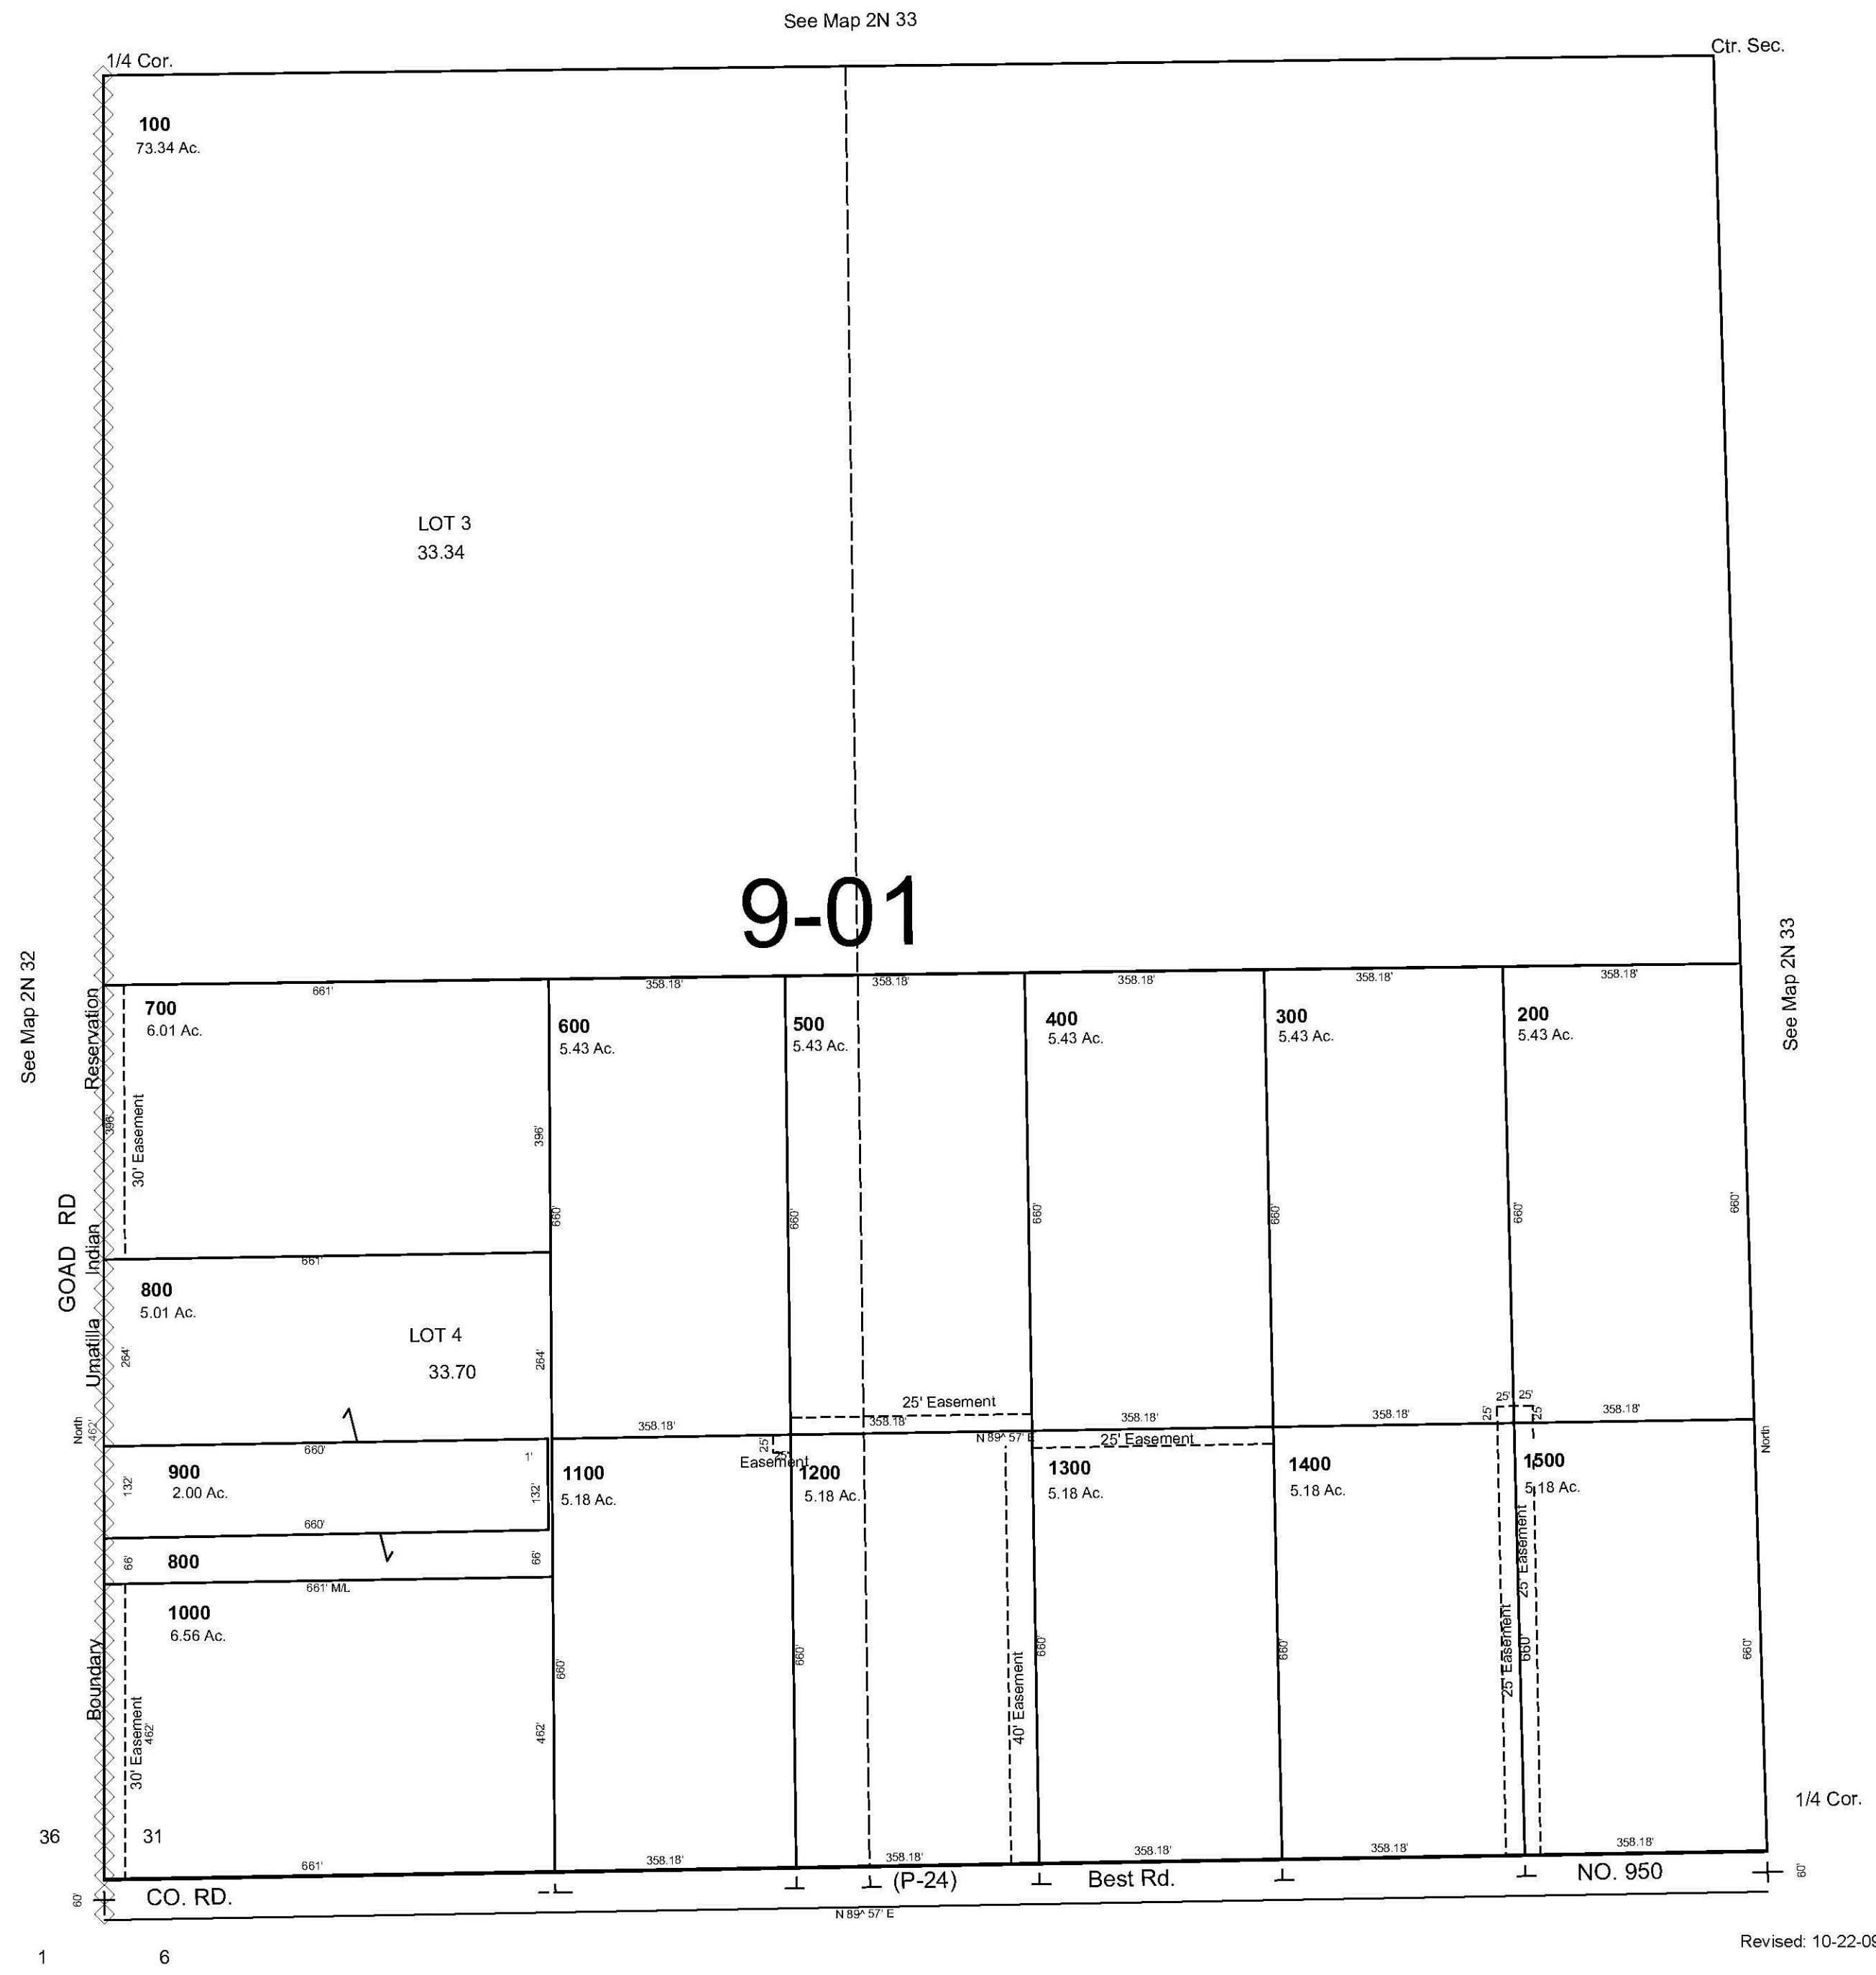 See Map 2N 33
1/4 Cor.
Ctr. Sec.
100
73.34 Ac.
LOT 3
33.34
9-01
See Map 2N 32
See Map 2N 33
GOAD RD
Umatilla Indian Reservation Boundary
661'
358.18'
358.18'
358.18'
358.18'
358.18'
700
6.01 Ac.
600
5.43 Ac.
500
5.43 Ac.
400
5.43 Ac.
300
5.43 Ac.
200
5.43 Ac.
396'
30' Easement
396'
660'
660'
660'
660'
660'
660'
661'
800
5.01 Ac.
LOT 4
33.70
264'
264'
North
462'
25' Easement
25'
25'
25'
25'
358.18'
358.18'
358.18'
358.18'
358.18'
N 89^ 57' E
25' Easement
North
660'
1'
25'
25'
Easement
900
2.00 Ac.
132'
132'
1100
5.18 Ac.
1200
5.18 Ac.
1300
5.18 Ac.
1400
5.18 Ac.
1500
5.18 Ac.
660'
66'
800
66'
661' M/L
1000
6.56 Ac.
30' Easement
462'
462'
660'
660'
40' Easement
660'
660'
25' Easement
25' Easement
660'
660'
36
31
1/4 Cor.
661'
358.18'
358.18'
358.18'
358.18'
358.18'
60'
CO. RD.
(P-24)
Best Rd.
NO. 950
60'
N 89^ 57' E
Revised: 10-22-09
1
6